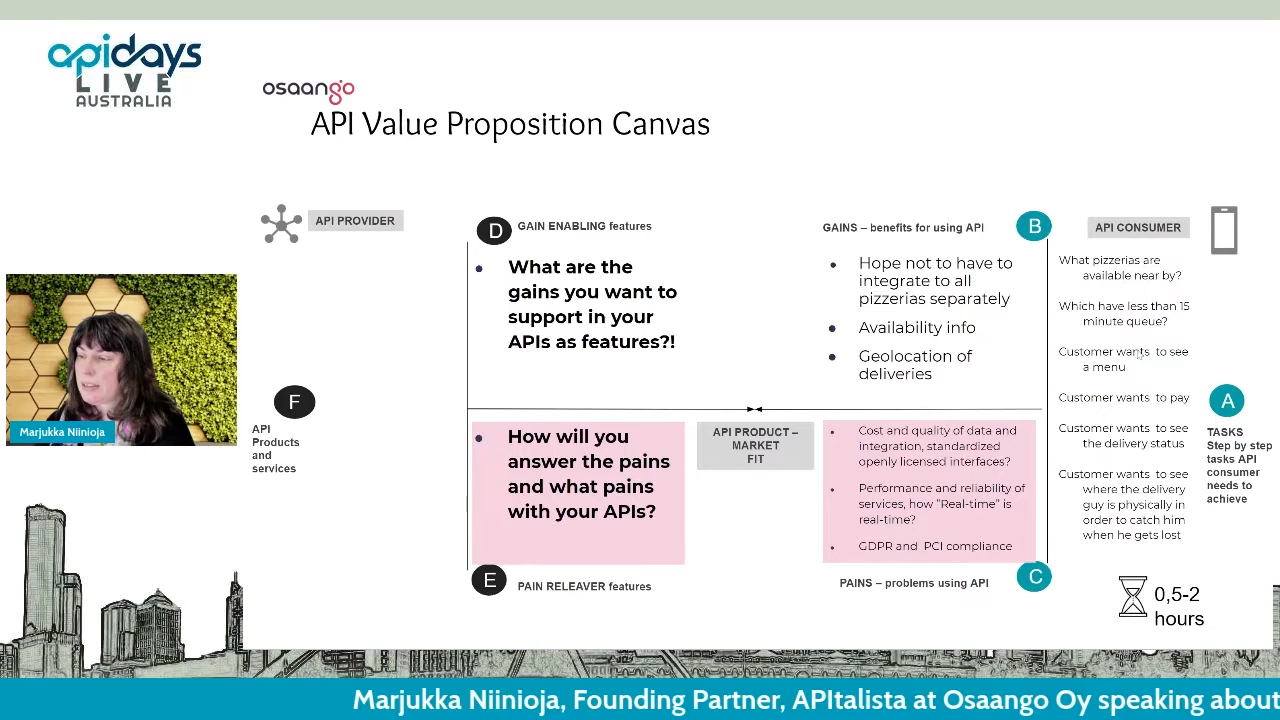 apidays
LIVE
AUSTRALIA
osaango
API Value Proposition Canvas
API PROVIDER
D
GAIN ENABLING features
What are the
gains you want to
support in your
APIs as features?!
GAINS – benefits for using API
B
Hope not to have to
integrate to all
pizzerias separately
Availability info
Geolocation of
deliveries
API CONSUMER
What pizzerias are
available near by?
Which have less than 15
minute queue?
Customer wants to see
a menu
Customer wants to pay
Customer wants to see
the delivery status
Customer wants to see
where the delivery
guy is physically in
order to catch him
when he gets lost
A
TASKS
Step by step
tasks API
consumer
needs to
achieve
F
API
Products
and
services
How will you
answer the pains
and what pains
with your APIs?
API PRODUCT –
MARKET
FIT
Cost and quality of data and
integration, standardized
openly licensed interfaces?
Performance and reliability of
services, how "Real-time" is
real-time?
GDPR and PCI compliance
E
PAIN RELEAVER features
PAINS – problems using API
C
0,5-2
hours
Marjukka Niinioja
Marjukka Niinioja, Founding Partner, APItalista at Osaango Oy speaking about